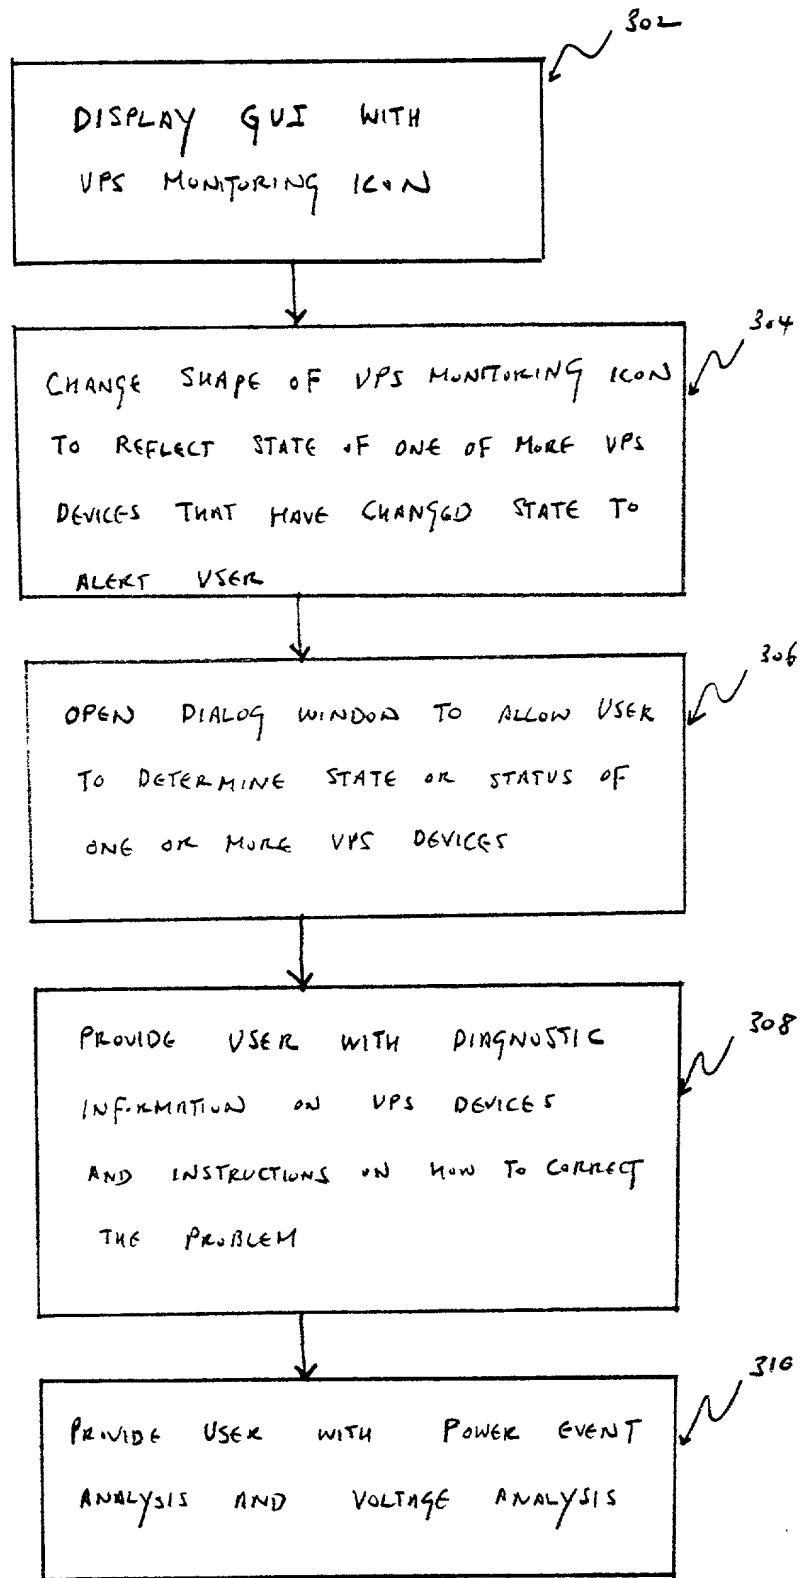 302
DISPLAY GUI WITH
UPS MONITORING ICON
304
CHANGE SHAPE OF UPS MONITORING ICON
TO REFLECT STATE OF ONE OF MORE UPS
DEVICES THAT HAVE CHANGED STATE TO
ALERT USER
306
OPEN DIALOG WINDOW TO ALLOW USER
TO DETERMINE STATE OR STATUS OF
ONE OR MORE UPS DEVICES
308
PROVIDE USER WITH DIAGNOSTIC
INFORMATION ON UPS DEVICES
AND INSTRUCTIONS ON HOW TO CORRECT
THE PROBLEM
310
PROVIDE USER WITH POWER EVENT
ANALYSIS AND VOLTAGE ANALYSIS